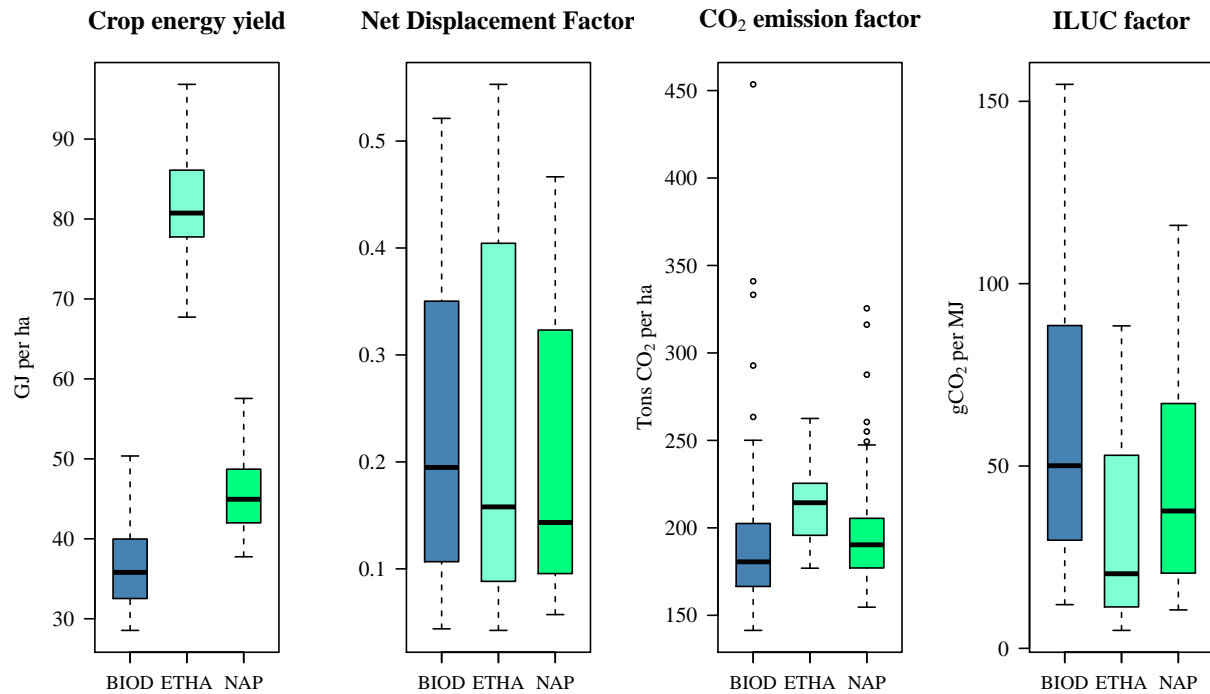 Crop energy yield
GJ per ha
90
80
70
60
50
40
30
BIOD ETHA NAP
Net Displacement Factor
0.5
0.4
0.3
0.2
0.1
BIOD ETHA NAP
CO₂ emission factor
Tons CO₂ per ha
450
400
350
300
250
200
150
BIOD ETHA NAP
ILUC factor
gCO₂ per MJ
150
100
50
0
BIOD ETHA NAP